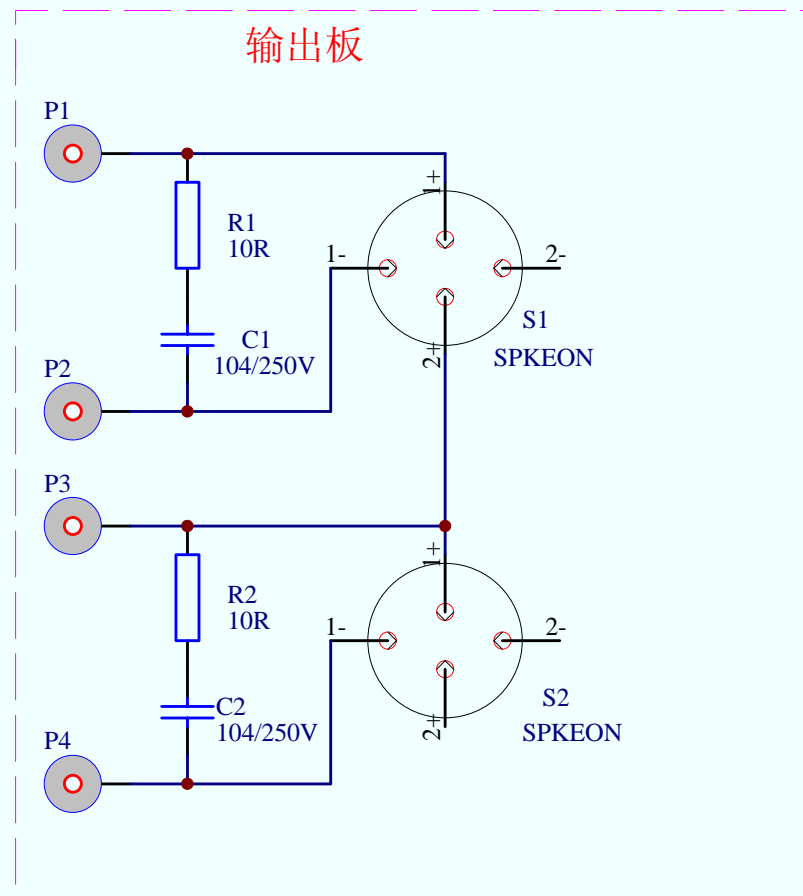 输出板
P1
1+
R1
10R
1-
2-
S1
C1
2+
SPKEON
104/250V
P2
P3
1+
R2
10R
1-
2-
S2
C2
2+
SPKEON
104/250V
P4